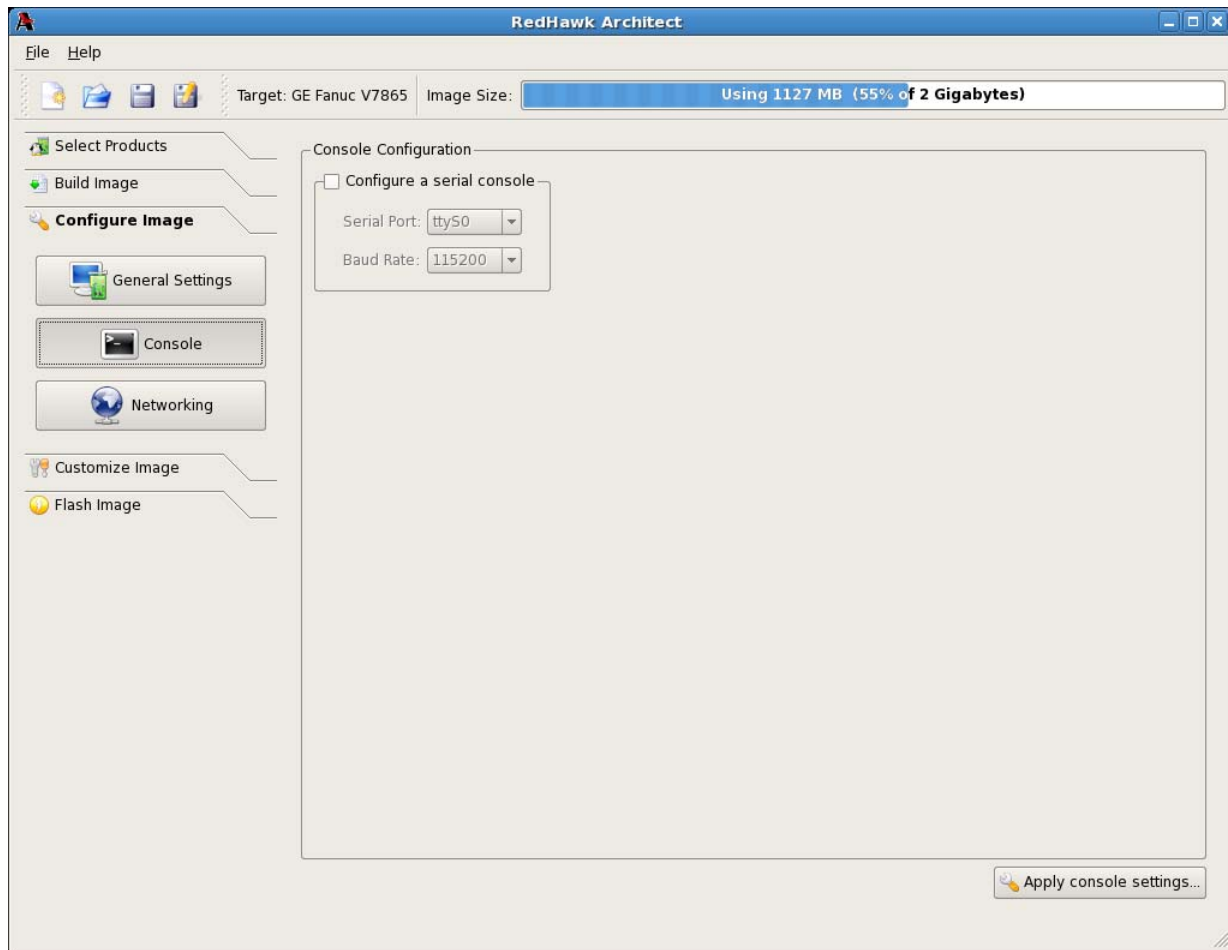 RedHawk Architect
File Help
Target: GE Fanuc V7865 Image Size: Using 1127 MB (55% of 2 Gigabytes)
Select Products
Build Image
Configure Image
General Settings
Console
Networking
Customize Image
Flash Image
Console Configuration
Configure a serial console
Serial Port: ttyS0
Baud Rate: 115200
Apply console settings...